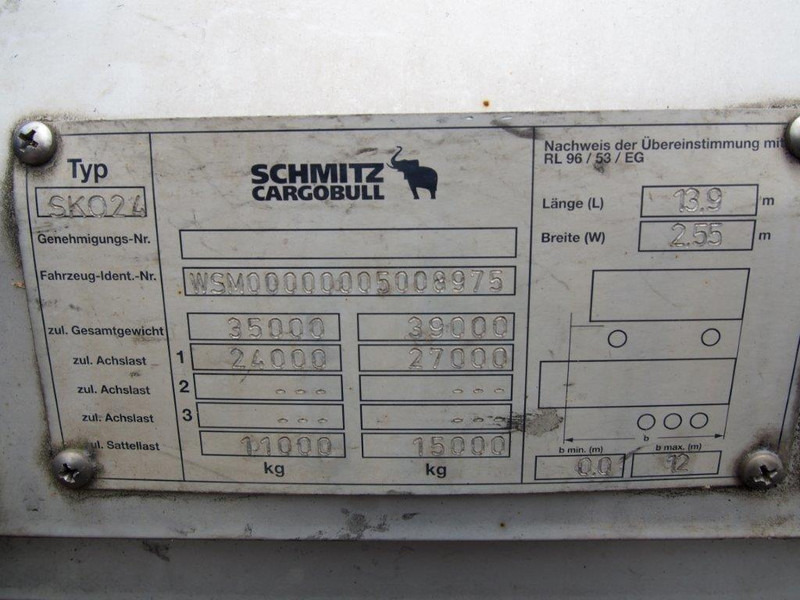 Typ
SKO24
SCHMITZ
CARGOBULL
Nachweis der Übereinstimmung mit
RL 96 / 53 / EG
Länge (L) 13.9 m
Breite (W) 2.55 m
Genehmigungs-Nr.
Fahrzeug-Ident.-Nr.
zul. Gesamtgewicht 35000 39000
zul. Achslast 1 24000 27000
zul. Achslast 2 --- ---
zul. Achslast 3 --- ---
zul. Sattellast 11000 15000
kg kg
b
b min. (m) b max. (m)
0.0 12